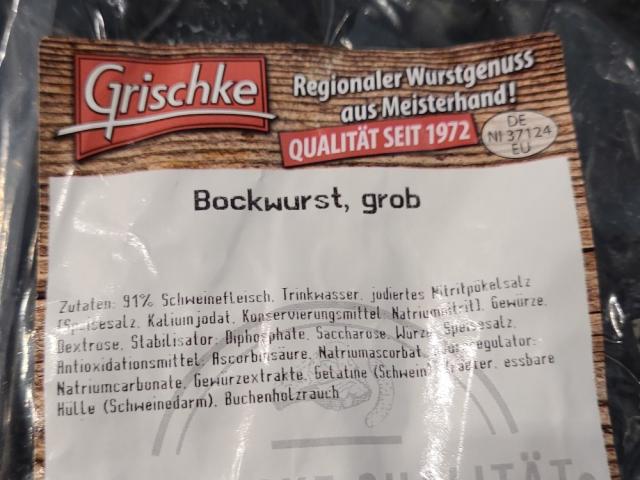 Grischke
Regionaler Wurstgenuss
aus Meisterhand!
QUALITÄT SEIT 1972
DE
NI 37124
EU
Bockwurst, grob
Zutaten: 91% Schweinefleisch, Trinkwasser, jodiertes Nitritpökelsalz
[Speisesalz, Kaliumjodat, Konservierungsmittel Natriumnitrit], Gewürze,
Dextrose, Stabilisator: Diphosphate, Saccharose, Speisesalz,
Antioxidationsmittel: Ascorbinsäure, Natriumascorbat,
Natriumcarbonate, Gewürzextrakte, Gelatine (Schwein), essbare
Hülle (Schweinedarm), Buchenholzrauch
QUALITÄT